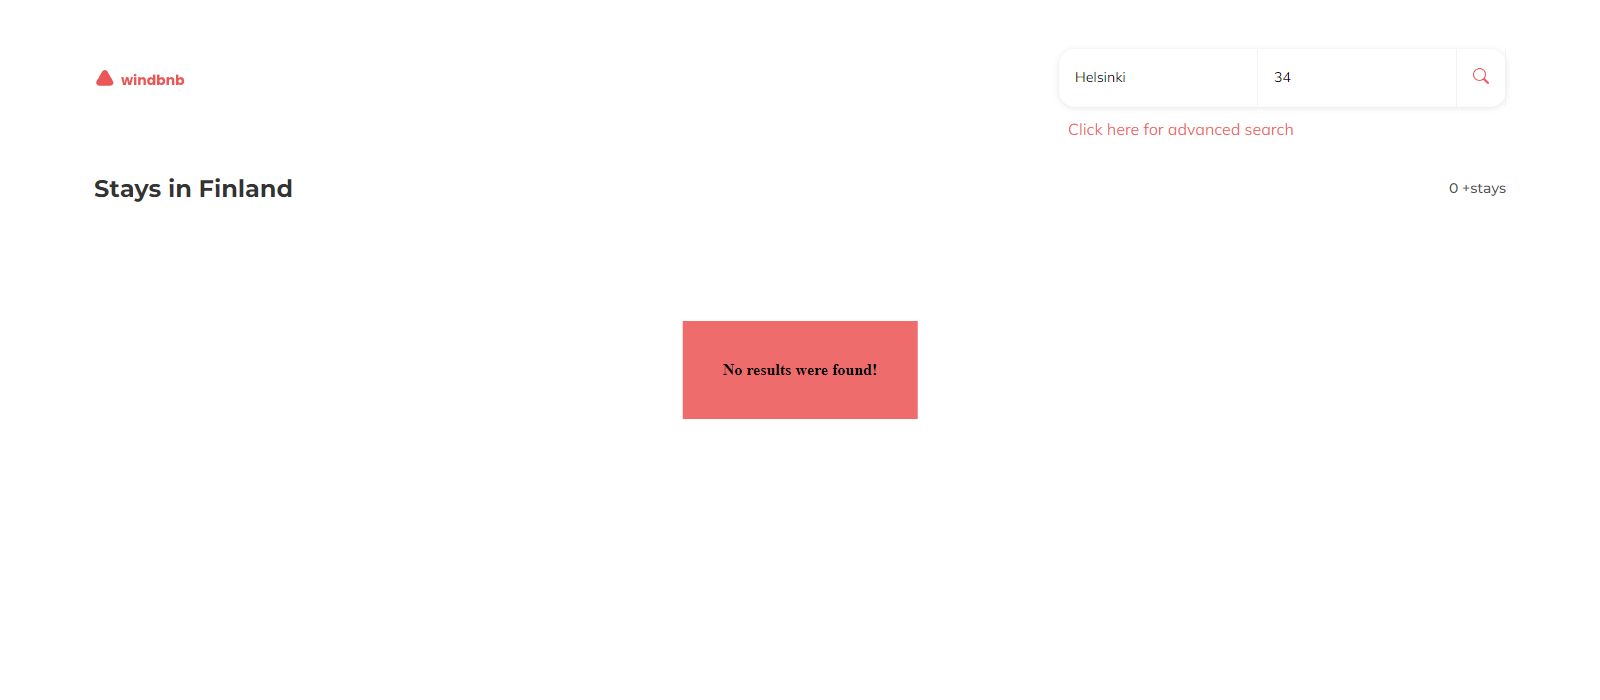 windbnb
Helsinki
34
Click here for advanced search
Stays in Finland
0 +stays
No results were found!